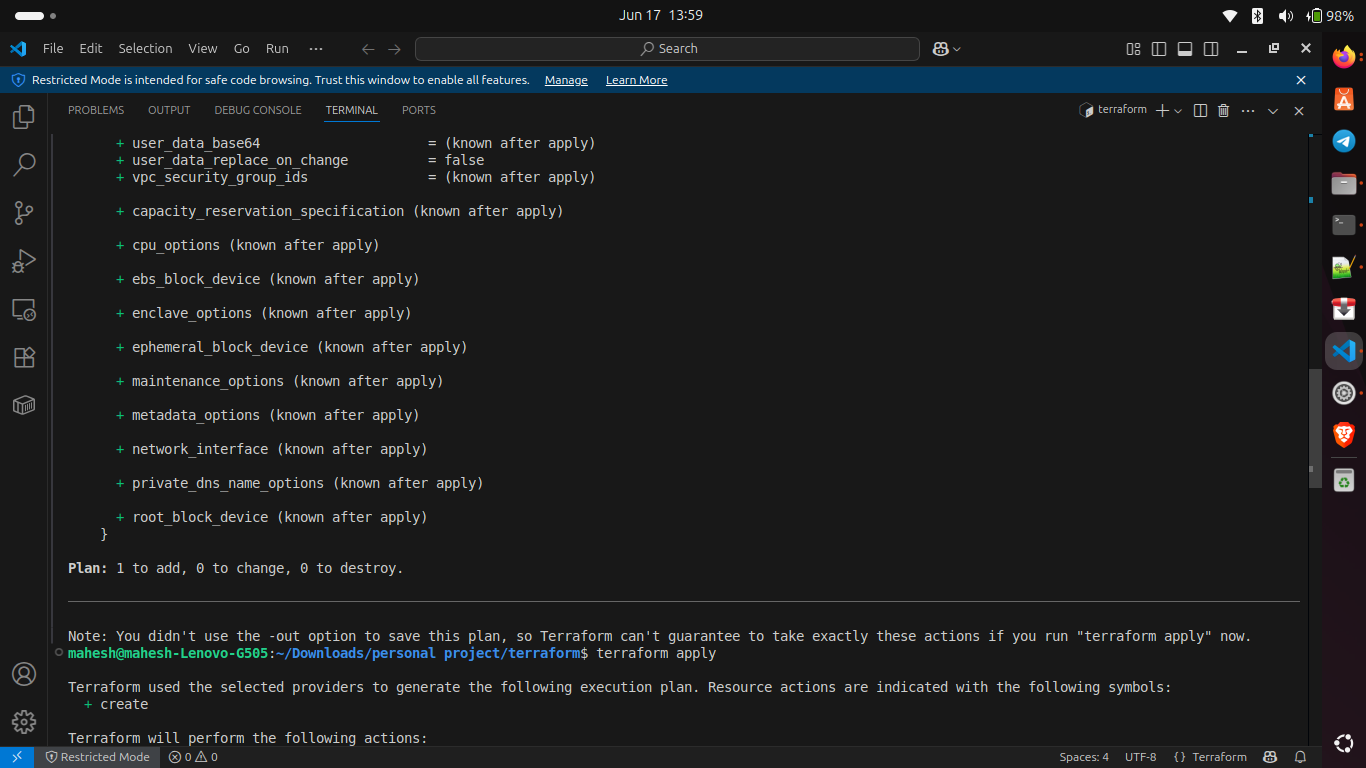 Jun 17 13:59
98%
File Edit Selection View Go Run ··· Search
Restricted Mode is intended for safe code browsing. Trust this window to enable all features. Manage Learn More
PROBLEMS OUTPUT DEBUG CONSOLE TERMINAL PORTS terraform
+ user_data_base64 = (known after apply)
+ user_data_replace_on_change = false
+ vpc_security_group_ids = (known after apply)
+ capacity_reservation_specification (known after apply)
+ cpu_options (known after apply)
+ ebs_block_device (known after apply)
+ enclave_options (known after apply)
+ ephemeral_block_device (known after apply)
+ maintenance_options (known after apply)
+ metadata_options (known after apply)
+ network_interface (known after apply)
+ private_dns_name_options (known after apply)
+ root_block_device (known after apply)
}
Plan: 1 to add, 0 to change, 0 to destroy.
Note: You didn't use the -out option to save this plan, so Terraform can't guarantee to take exactly these actions if you run "terraform apply" now.
mahesh@mahesh-Lenovo-G505:~/Downloads/personal project/terraform$ terraform apply
Terraform used the selected providers to generate the following execution plan. Resource actions are indicated with the following symbols:
+ create
Terraform will perform the following actions:
Restricted Mode 0 0 Spaces: 4 UTF-8 {} Terraform